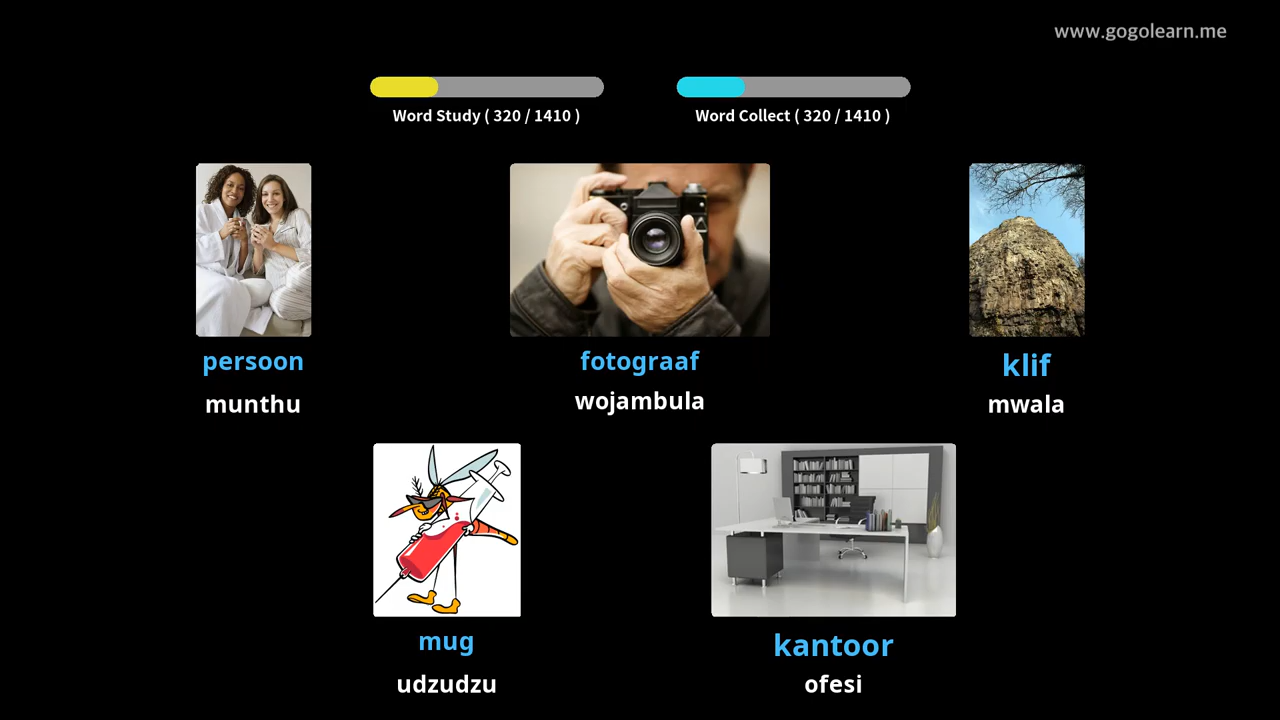 www.gogolearn.me
Word Study ( 320 / 1410 )
Word Collect ( 320 / 1410 )
persoon
munthu
fotograaf
wojambula
klif
mwala
mug
udzudzu
kantoor
ofesi